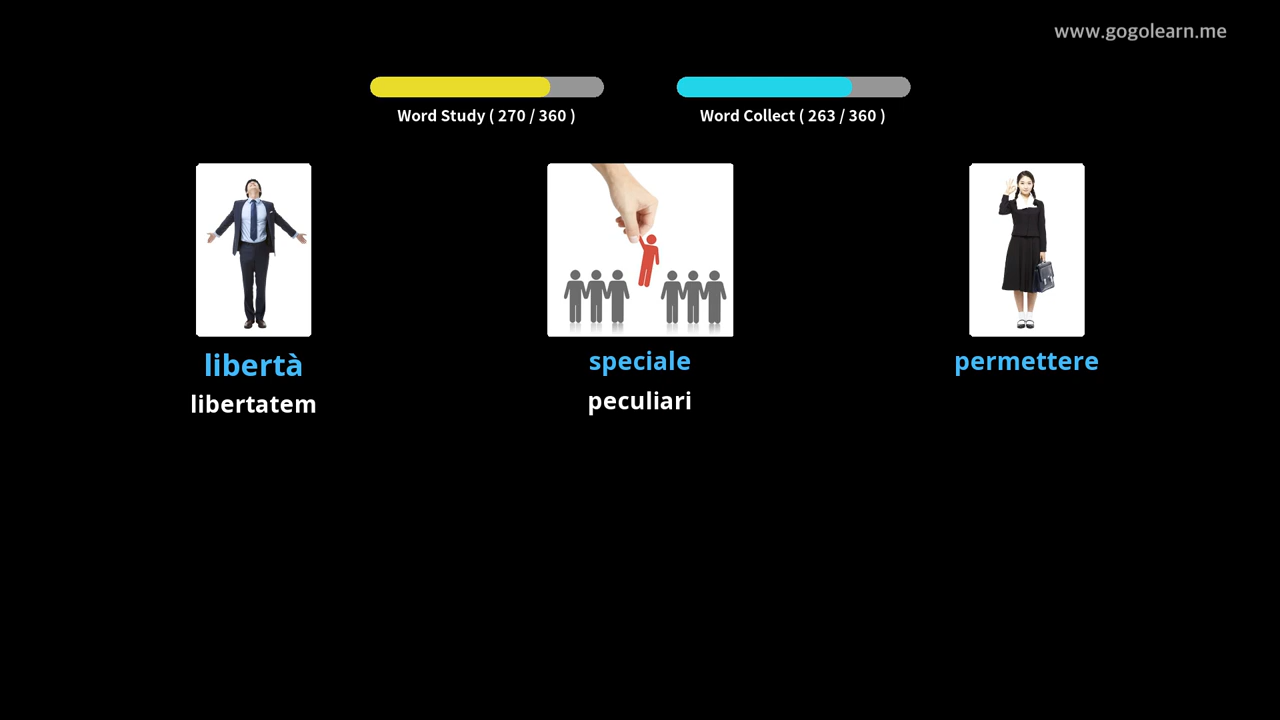 www.gogolearn.me
Word Study ( 270 / 360 )
Word Collect ( 263 / 360 )
libertà
libertatem
speciale
peculiari
permettere